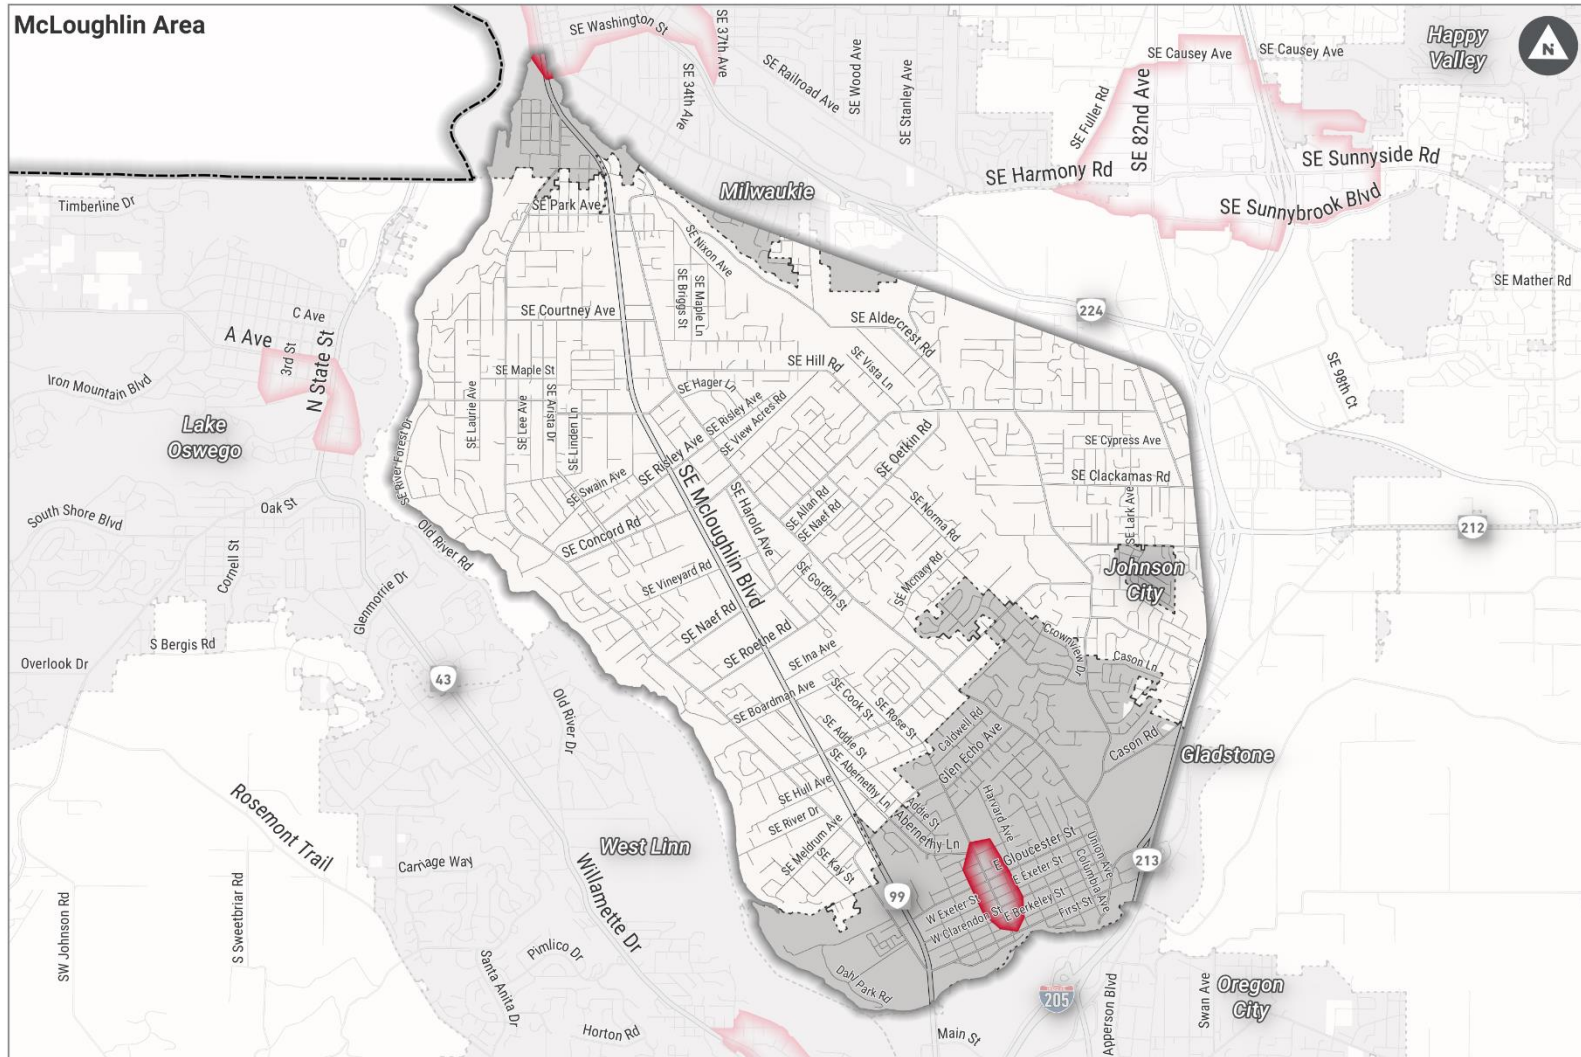 McLoughlin Area
N
SE Washington St
SE 37th Ave
SE 34th Ave
SE Railroad Ave
SE Wood Ave
SE Stanley Ave
SE Causey Ave
SE Causey Ave
Happy
Valley
SE Fuller Rd
SE 82nd Ave
SE Harmony Rd
SE Sunnyside Rd
SE Sunnybrook Blvd
Milwaukie
Timberline Dr
SE Park Ave
SE Nixon Ave
SE Briggs St
SE Maple Ln
SE Mather Rd
C Ave
A Ave
3rd St
N State St
SE Courtney Ave
SE Aldercrest Rd
224
Iron Mountain Blvd
SE Maple St
SE Hill Rd
SE Vista Ln
SE Hager Ln
SE 98th Ct
Lake
Oswego
SE River Forest Dr
SE Laurie Ave
SE Lee Ave
SE Arista Dr
SE Linden Ln
SE Risley Ave
SE Risley Ave
SE View Acres Rd
SE Oetkin Rd
SE Cypress Ave
SE Clackamas Rd
SE Swain Ave
SE Mcloughlin Blvd
SE Harold Ave
SE Allan Rd
SE Naef Rd
SE Norma Rd
SE Lark Ave
212
South Shore Blvd
Oak St
Old River Rd
SE Concord Rd
Cornell St
Glenmorrie Dr
SE Vineyard Rd
SE Gordon St
SE Mcnary Rd
Johnson
City
SE Naef Rd
SE Roethe Rd
S Bergis Rd
Overlook Dr
43
SE Ina Ave
Crownview Dr
Cason Ln
Old River Dr
SE Boardman Ave
SE Cook St
SE Rose St
Caldwell Rd
Glen Echo Ave
Cason Rd
Gladstone
SE Addie St
SE Abernethy Ln
SE Hull Ave
Rosemont Trail
SE River Dr
SE Meldrum Ave
SE Kay St
Addie St
Abernethy Ln
Harvard Ave
E Gloucester St
E Exeter St
Union Ave
Columbia Ave
213
West Linn
Carriage Way
Willamette Dr
99
W Exeter St
W Clarendon St
E Berkeley St
First St
SW Johnson Rd
S Sweetbriar Rd
Pimlico Dr
Santa Anita Dr
Dahl Park Rd
Horton Rd
Main St
205
Apperson Blvd
Swan Ave
Oregon
City